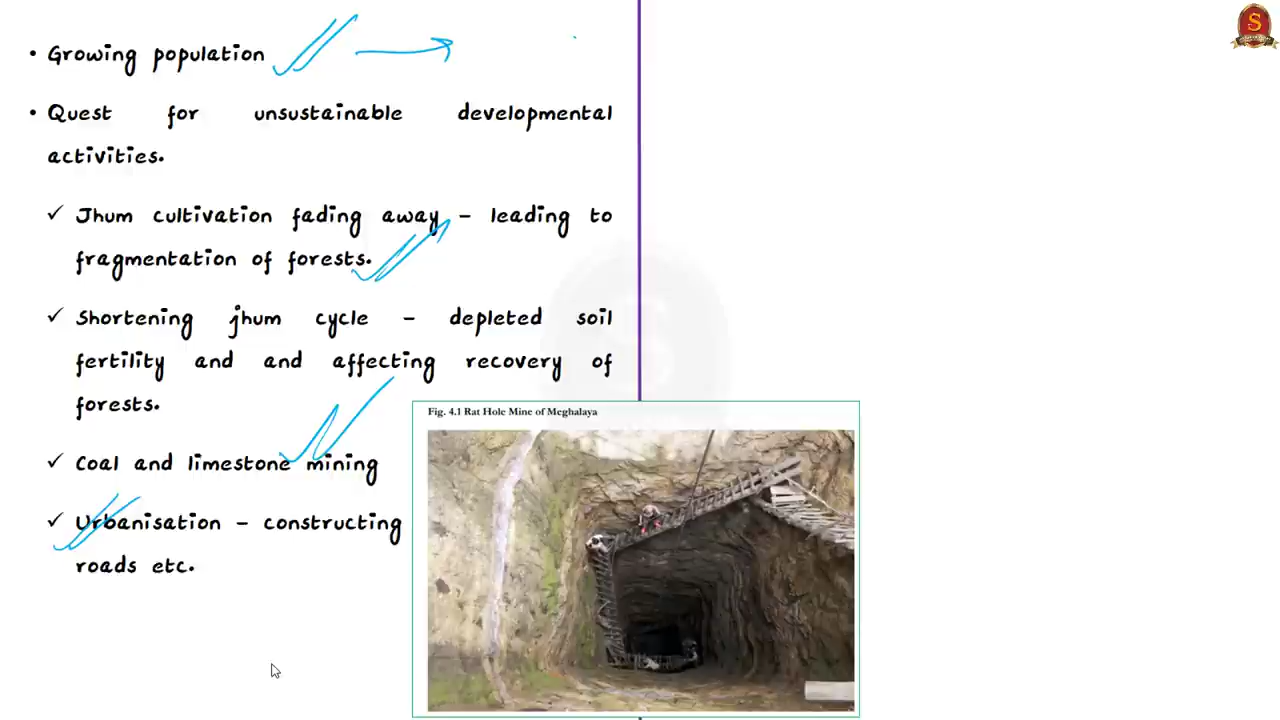 • Growing population
• Quest for unsustainable developmental
activities.
✓ Jhum cultivation fading away – leading to
fragmentation of forests.
✓ Shortening jhum cycle – depleted soil
fertility and and affecting recovery of
forests.
✓ Coal and limestone mining
✓ Urbanisation – constructing
roads etc.
Fig. 4.1 Rat Hole Mine of Meghalaya
S